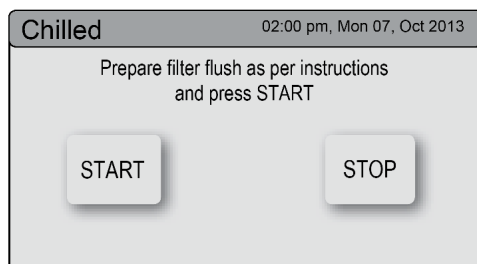 Chilled 02:00 pm, Mon 07, Oct 2013
Prepare filter flush as per instructions
and press START
START STOP